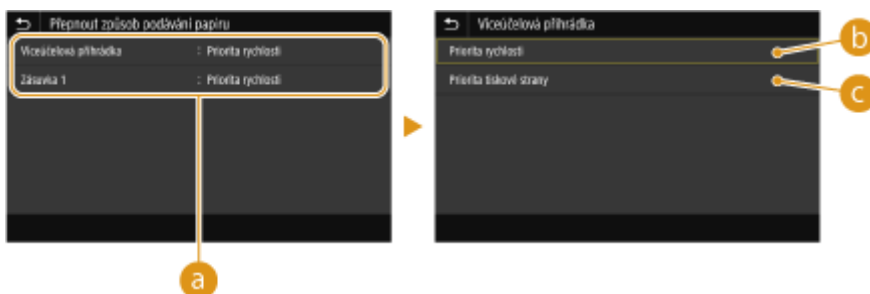 Přepnout způsob podávání papíru
Víceúčelová přihrádka : Priorita rychlosti
Zásuvka 1 : Priorita rychlosti
a
Víceúčelová přihrádka
Priorita rychlosti
b
Priorita tiskové strany
c